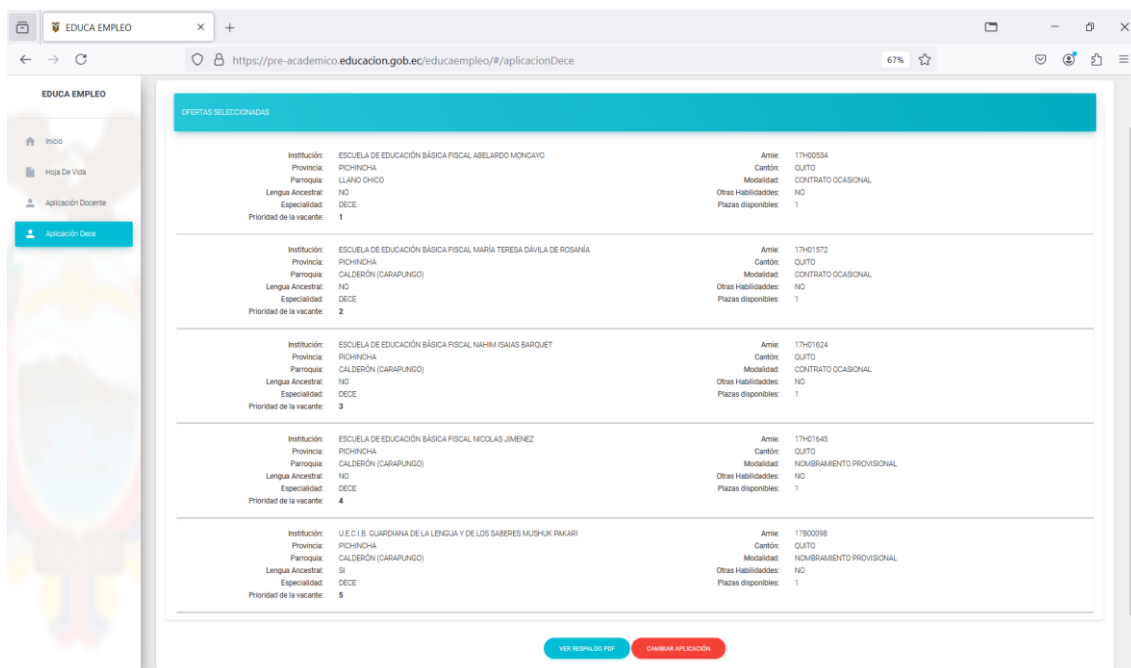 EDUCA EMPLEO
https://pre-academico.educacion.gob.ec/educaempleo/#/aplicacionDece
67%
EDUCA EMPLEO
Inicio
Hoja De Vida
Aplicación Docente
Aplicación Dece
OFERTAS SELECCIONADAS
Institución: ESCUELA DE EDUCACIÓN BÁSICA FISCAL ABELARDO MONCAYO Amie: 17H00534
Provincia: PICHINCHA Cantón: QUITO
Parroquia: LLANO CHICO Modalidad: CONTRATO OCASIONAL
Lengua Ancestral: NO Otras Habilidaddes: NO
Especialidad: DECE Plazas disponibles: 1
Prioridad de la vacante: 1
Institución: ESCUELA DE EDUCACIÓN BÁSICA FISCAL MARÍA TERESA DÁVILA DE ROSANÍA Amie: 17H01572
Provincia: PICHINCHA Cantón: QUITO
Parroquia: CALDERÓN (CARAPUNGO) Modalidad: CONTRATO OCASIONAL
Lengua Ancestral: NO Otras Habilidaddes: NO
Especialidad: DECE Plazas disponibles: 1
Prioridad de la vacante: 2
Institución: ESCUELA DE EDUCACIÓN BÁSICA FISCAL NAHIM ISAIAS BARQUET Amie: 17H01624
Provincia: PICHINCHA Cantón: QUITO
Parroquia: CALDERÓN (CARAPUNGO) Modalidad: CONTRATO OCASIONAL
Lengua Ancestral: NO Otras Habilidaddes: NO
Especialidad: DECE Plazas disponibles: 1
Prioridad de la vacante: 3
Institución: ESCUELA DE EDUCACIÓN BÁSICA FISCAL NICOLAS JIMENEZ Amie: 17H01645
Provincia: PICHINCHA Cantón: QUITO
Parroquia: CALDERÓN (CARAPUNGO) Modalidad: NOMBRAMIENTO PROVISIONAL
Lengua Ancestral: NO Otras Habilidaddes: NO
Especialidad: DECE Plazas disponibles: 1
Prioridad de la vacante: 4
Institución: U.E.C.I.B. GUARDIANA DE LA LENGUA Y DE LOS SABERES MUSHUK PAKARI Amie: 17B00098
Provincia: PICHINCHA Cantón: QUITO
Parroquia: CALDERÓN (CARAPUNGO) Modalidad: NOMBRAMIENTO PROVISIONAL
Lengua Ancestral: SI Otras Habilidaddes: NO
Especialidad: DECE Plazas disponibles: 1
Prioridad de la vacante: 5
VER RESPALDO PDF CAMBIAR APLICACIÓN